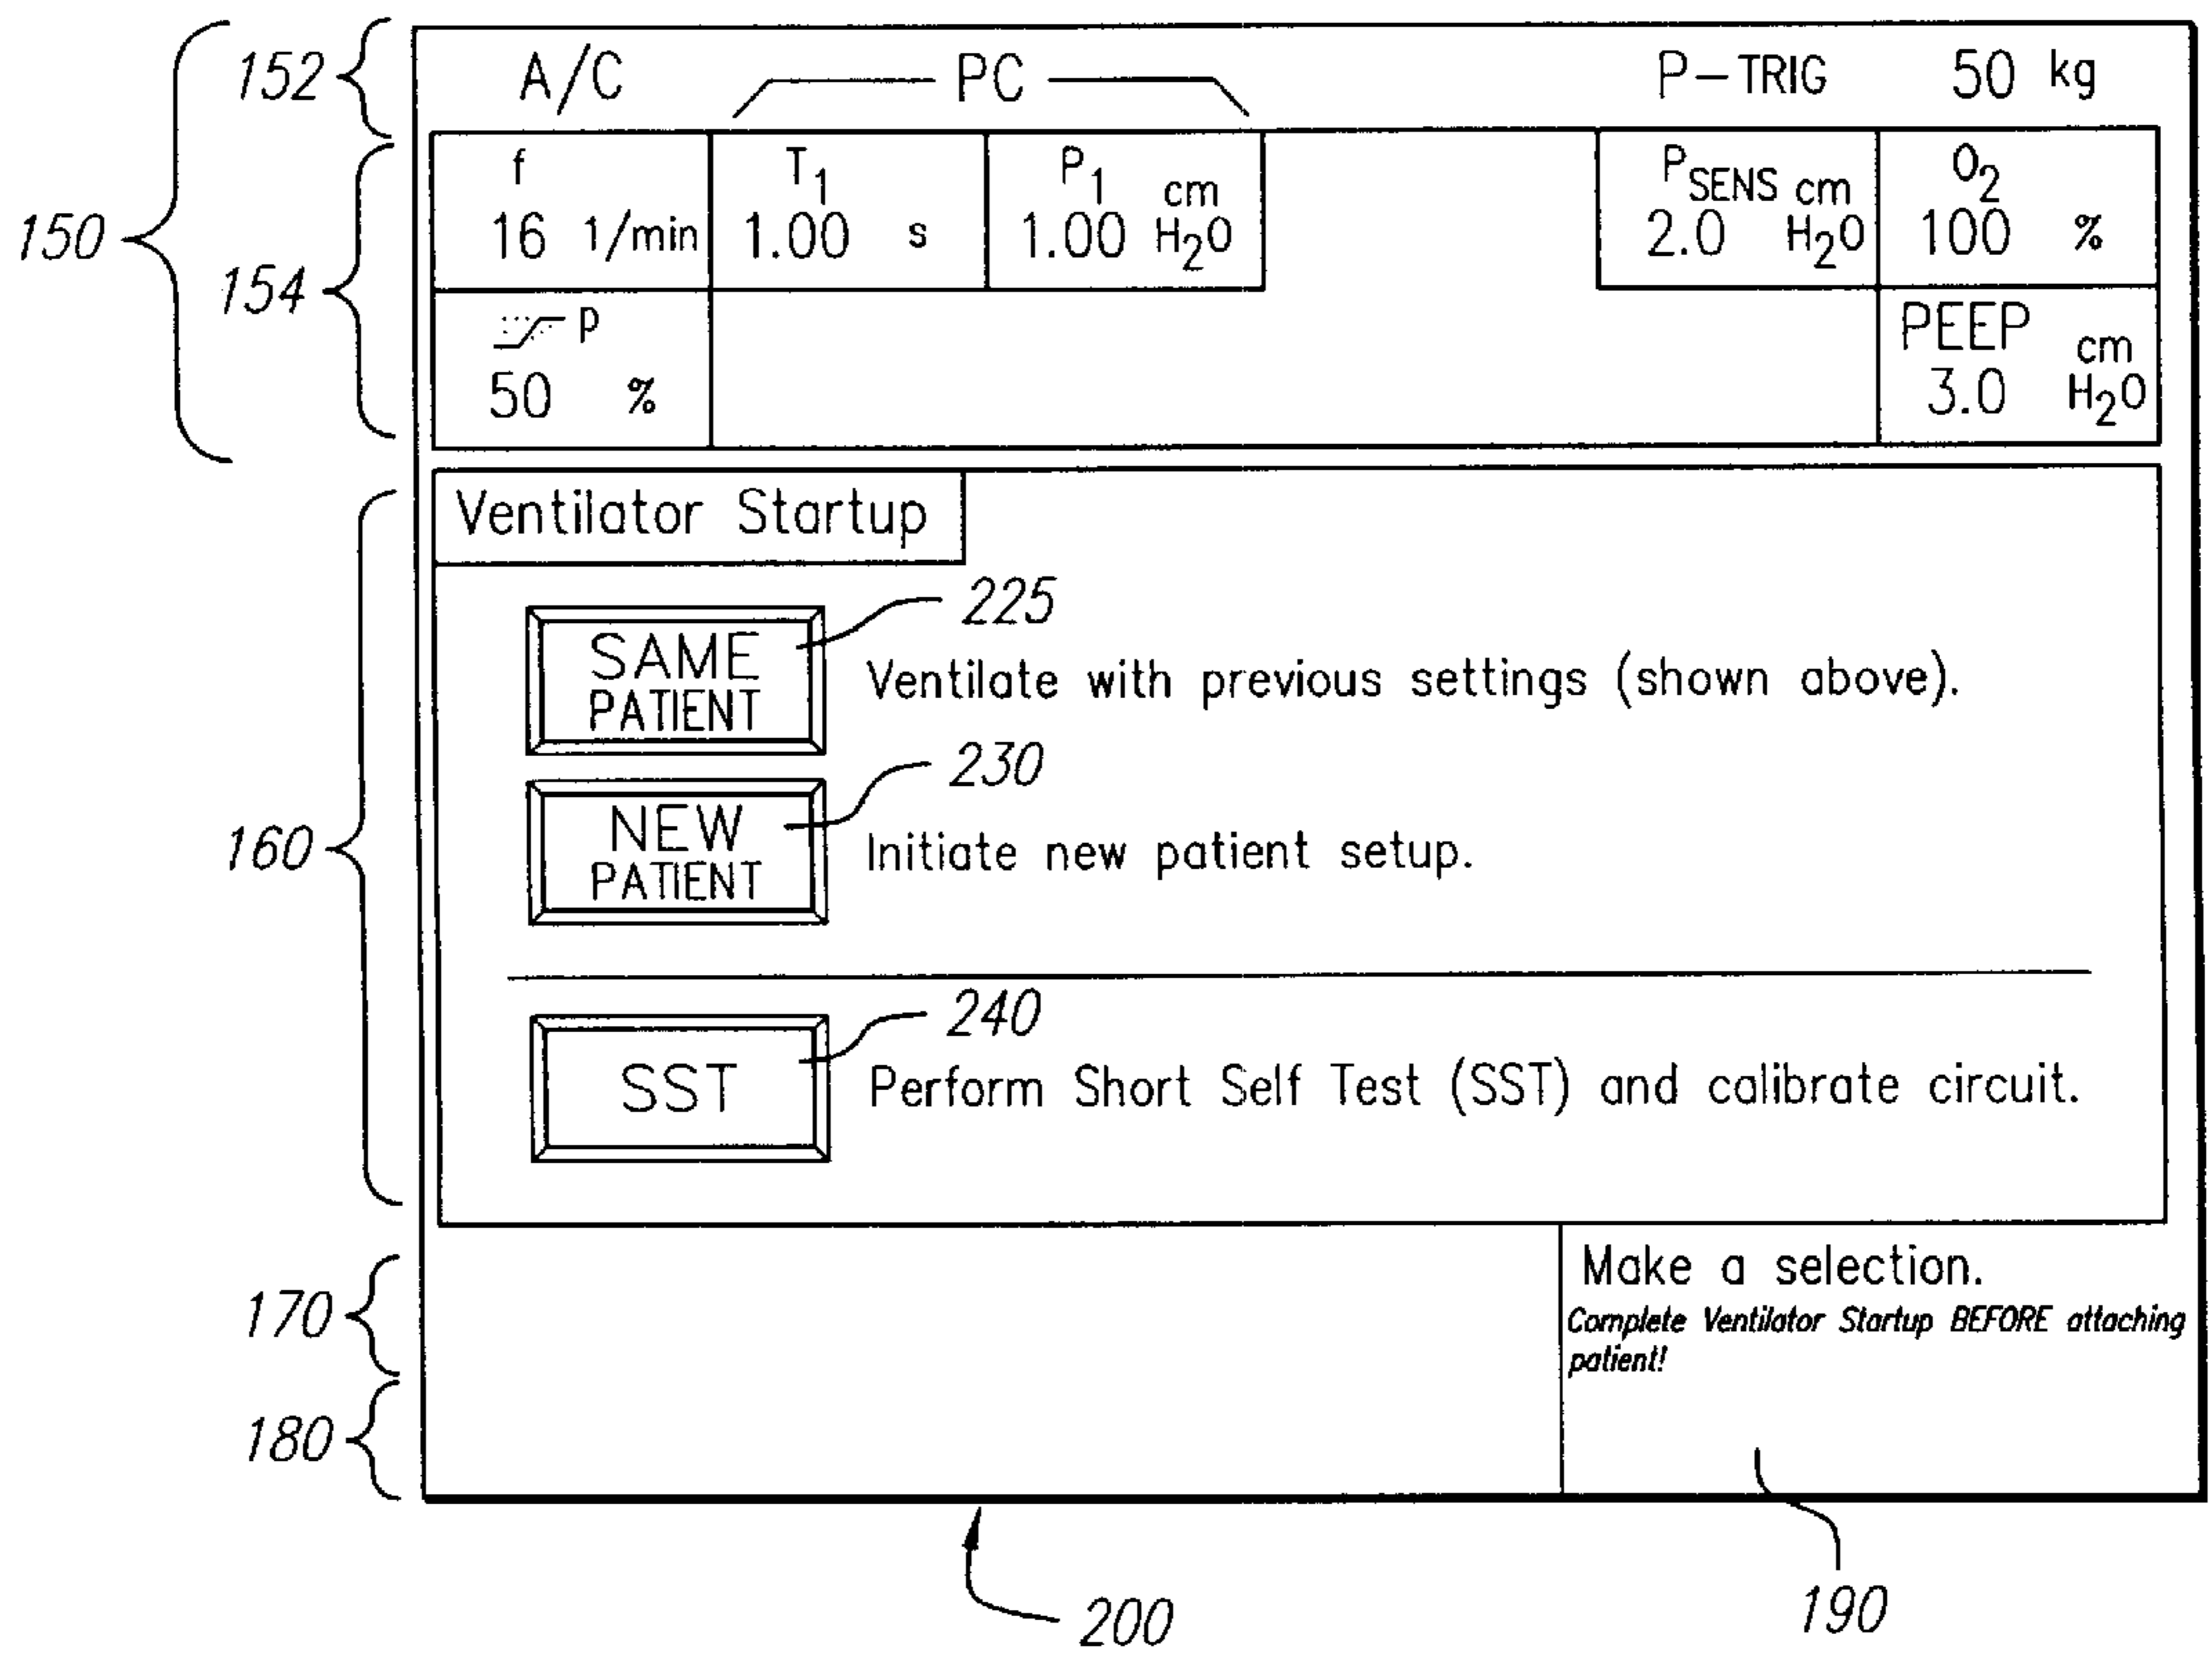 152 A/C PC P-TRIG 50 kg
150
154
f T1 P1 cm PSENS cm O2
16 1/min 1.00 s 1.00 H2O 2.0 H2O 100 %
P PEEP cm
50 % 3.0 H2O
160
Ventilator Startup
225
SAME
PATIENT
Ventilate with previous settings (shown above).
230
NEW
PATIENT
Initiate new patient setup.
240
SST
Perform Short Self Test (SST) and calibrate circuit.
170
Make a selection.
Complete Ventilator Startup BEFORE attaching
patient!
180
190
200